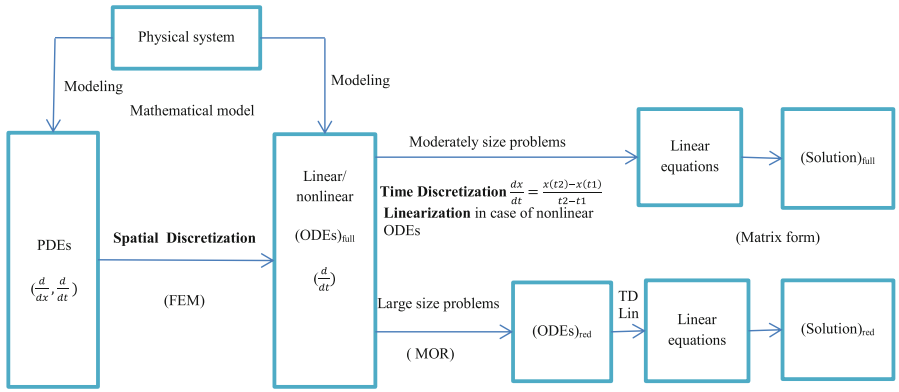 Physical system
Modeling
Modeling
Mathematical model
PDEs
(d/dx, d/dt)
Spatial Discretization
(FEM)
Linear/
nonlinear
(ODEs)full
(d/dt)
Moderately size problems
Time Discretization dx/dt = x(t2)−x(t1)/t2−t1
Linearization in case of nonlinear
ODEs
Linear
equations
(Solution)full
(Matrix form)
Large size problems
( MOR)
(ODEs)red
TD
Lin
Linear
equations
(Solution)red